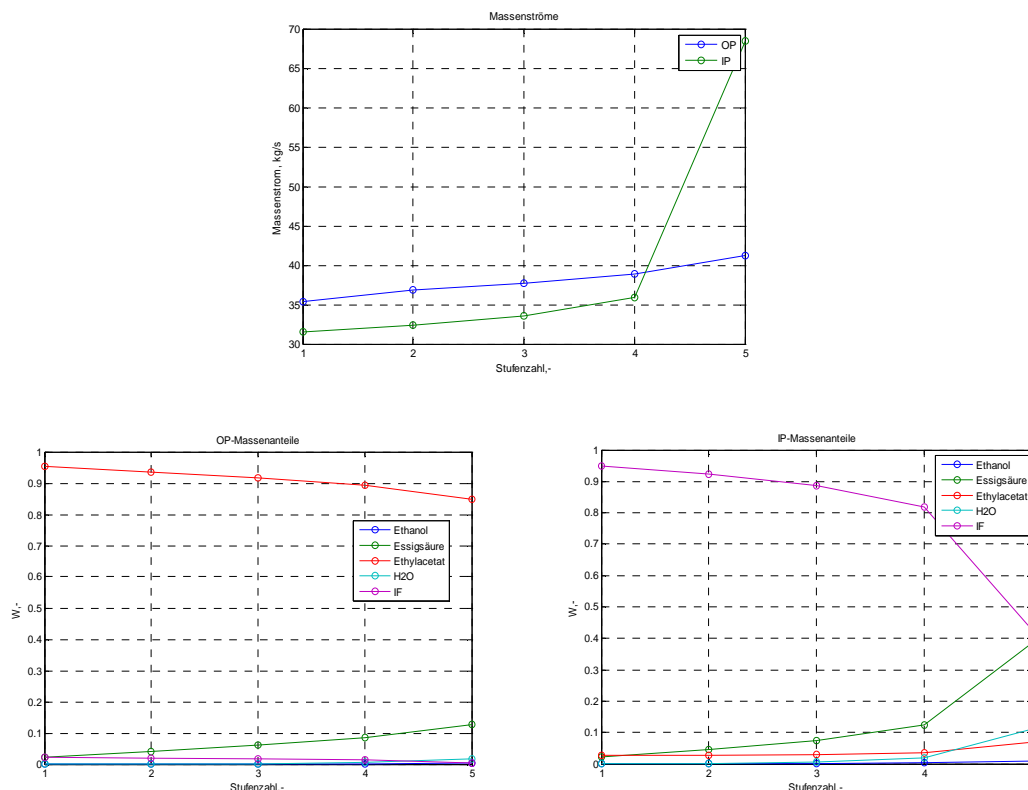 Massenströme
70
65
60
55
50
45
40
35
30
Massenstrom, kg/s
OP
IP
1 2 3 4 5
Stufenzahl,-
OP-Massenanteile
1
0.9
0.8
0.7
0.6
0.5
0.4
0.3
0.2
0.1
0
W,-
Ethanol
Essigsäure
Ethylacetat
H2O
IF
1 2 3 4 5
Stufenzahl,-
IP-Massenanteile
1
0.9
0.8
0.7
0.6
0.5
0.4
0.3
0.2
0.1
0
W,-
Ethanol
Essigsäure
Ethylacetat
H2O
IF
1 2 3 4
Stufenzahl,-